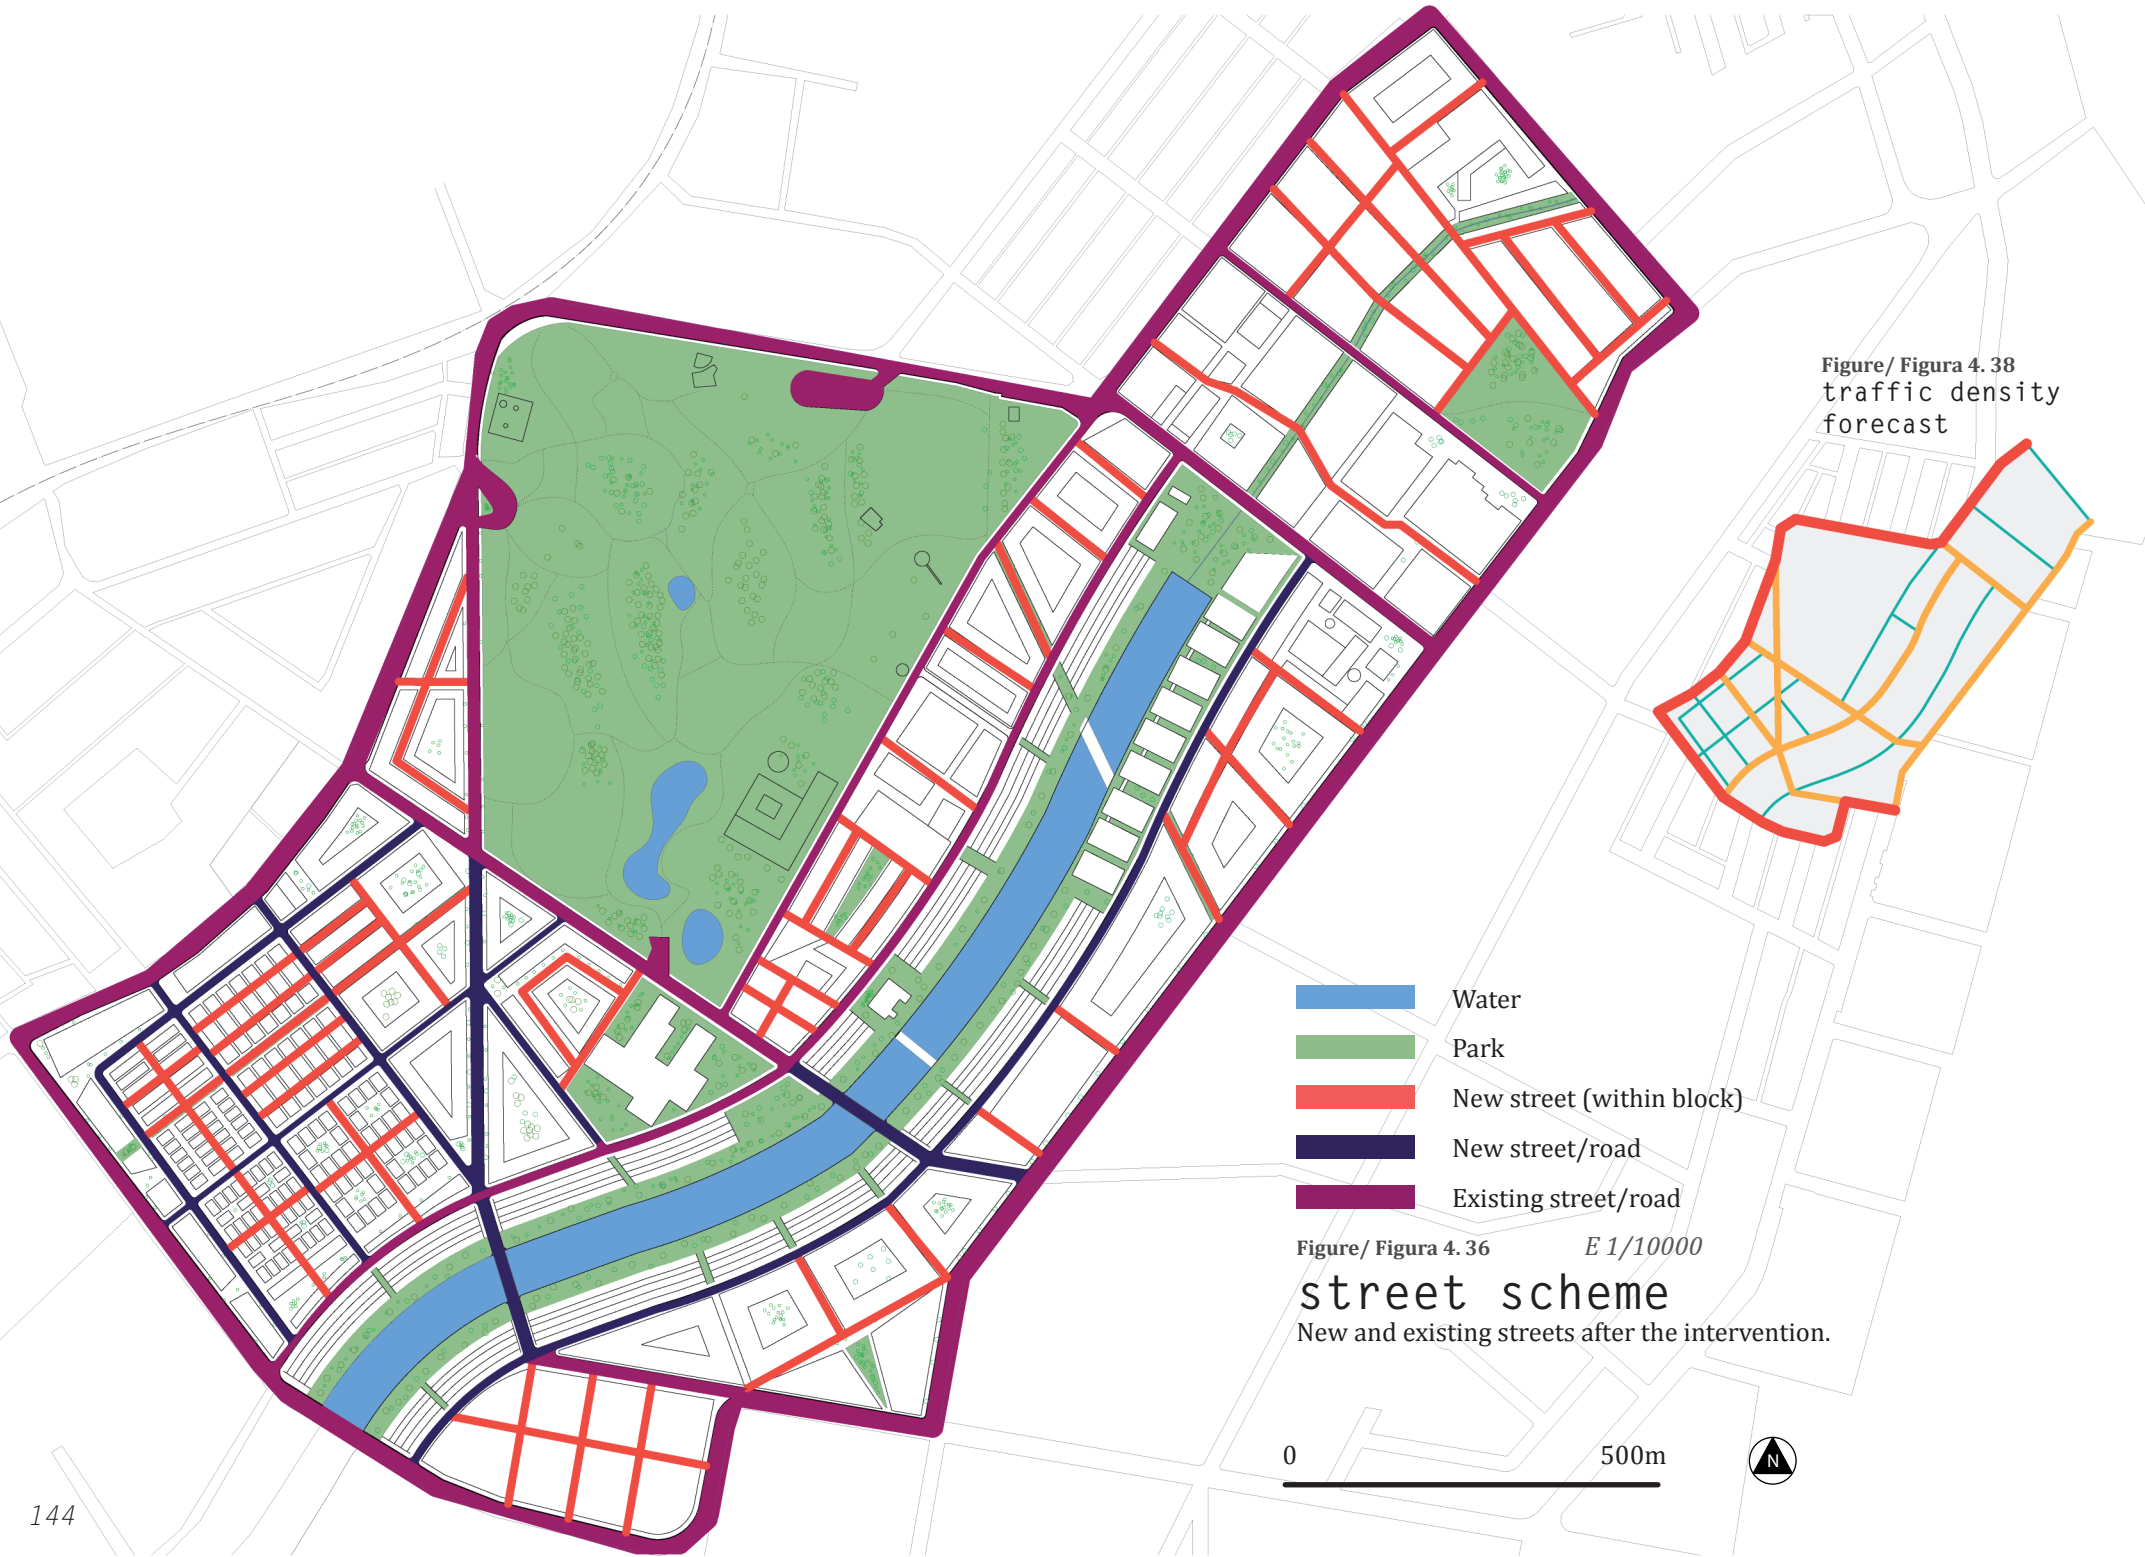 Figure/ Figura 4. 38
traffic density
forecast
Water
Park
New street (within block)
New street/road
Existing street/road
Figure/ Figura 4. 36
E 1/10000
street scheme
New and existing streets after the intervention.
0
500m
N
144